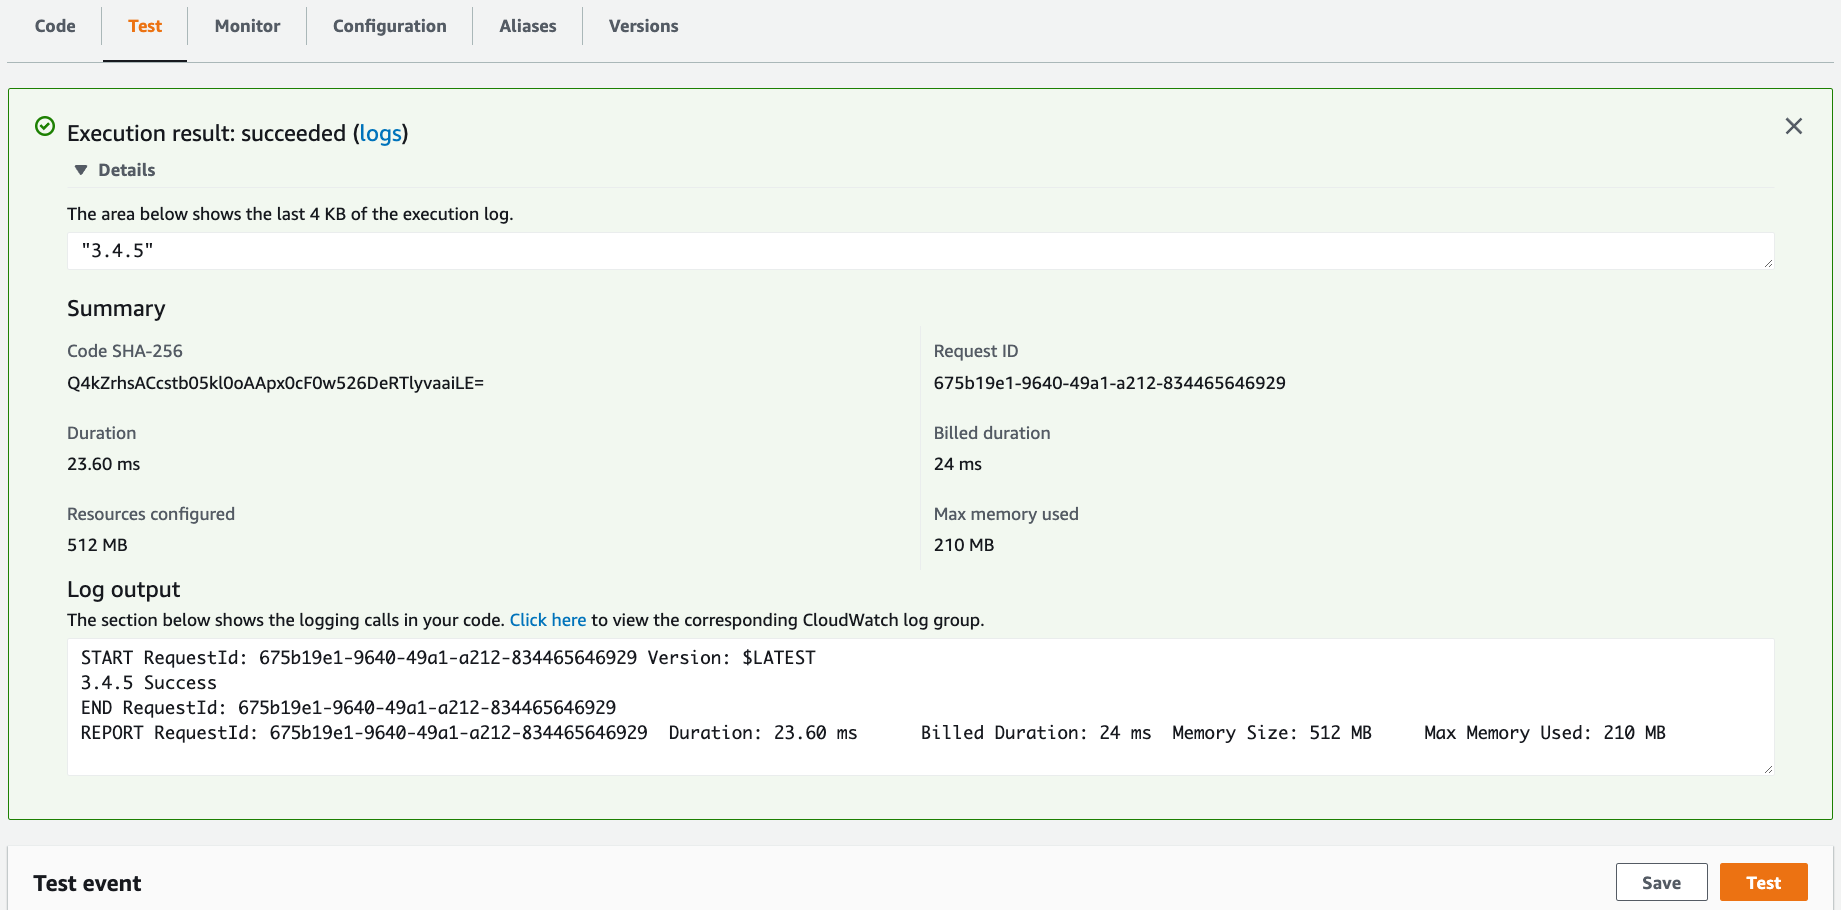 Code Test Monitor Configuration Aliases Versions
Execution result: succeeded (logs)
Details
The area below shows the last 4 KB of the execution log.
"3.4.5"
Summary
Code SHA-256
Q4kZrhsACcstb05kl0oAApx0cF0w526DeRTlyvaaiLE=
Request ID
675b19e1-9640-49a1-a212-834465646929
Duration
23.60 ms
Billed duration
24 ms
Resources configured
512 MB
Max memory used
210 MB
Log output
The section below shows the logging calls in your code. Click here to view the corresponding CloudWatch log group.
START RequestId: 675b19e1-9640-49a1-a212-834465646929 Version: $LATEST
3.4.5 Success
END RequestId: 675b19e1-9640-49a1-a212-834465646929
REPORT RequestId: 675b19e1-9640-49a1-a212-834465646929 Duration: 23.60 ms Billed Duration: 24 ms Memory Size: 512 MB Max Memory Used: 210 MB
Test event
Save Test